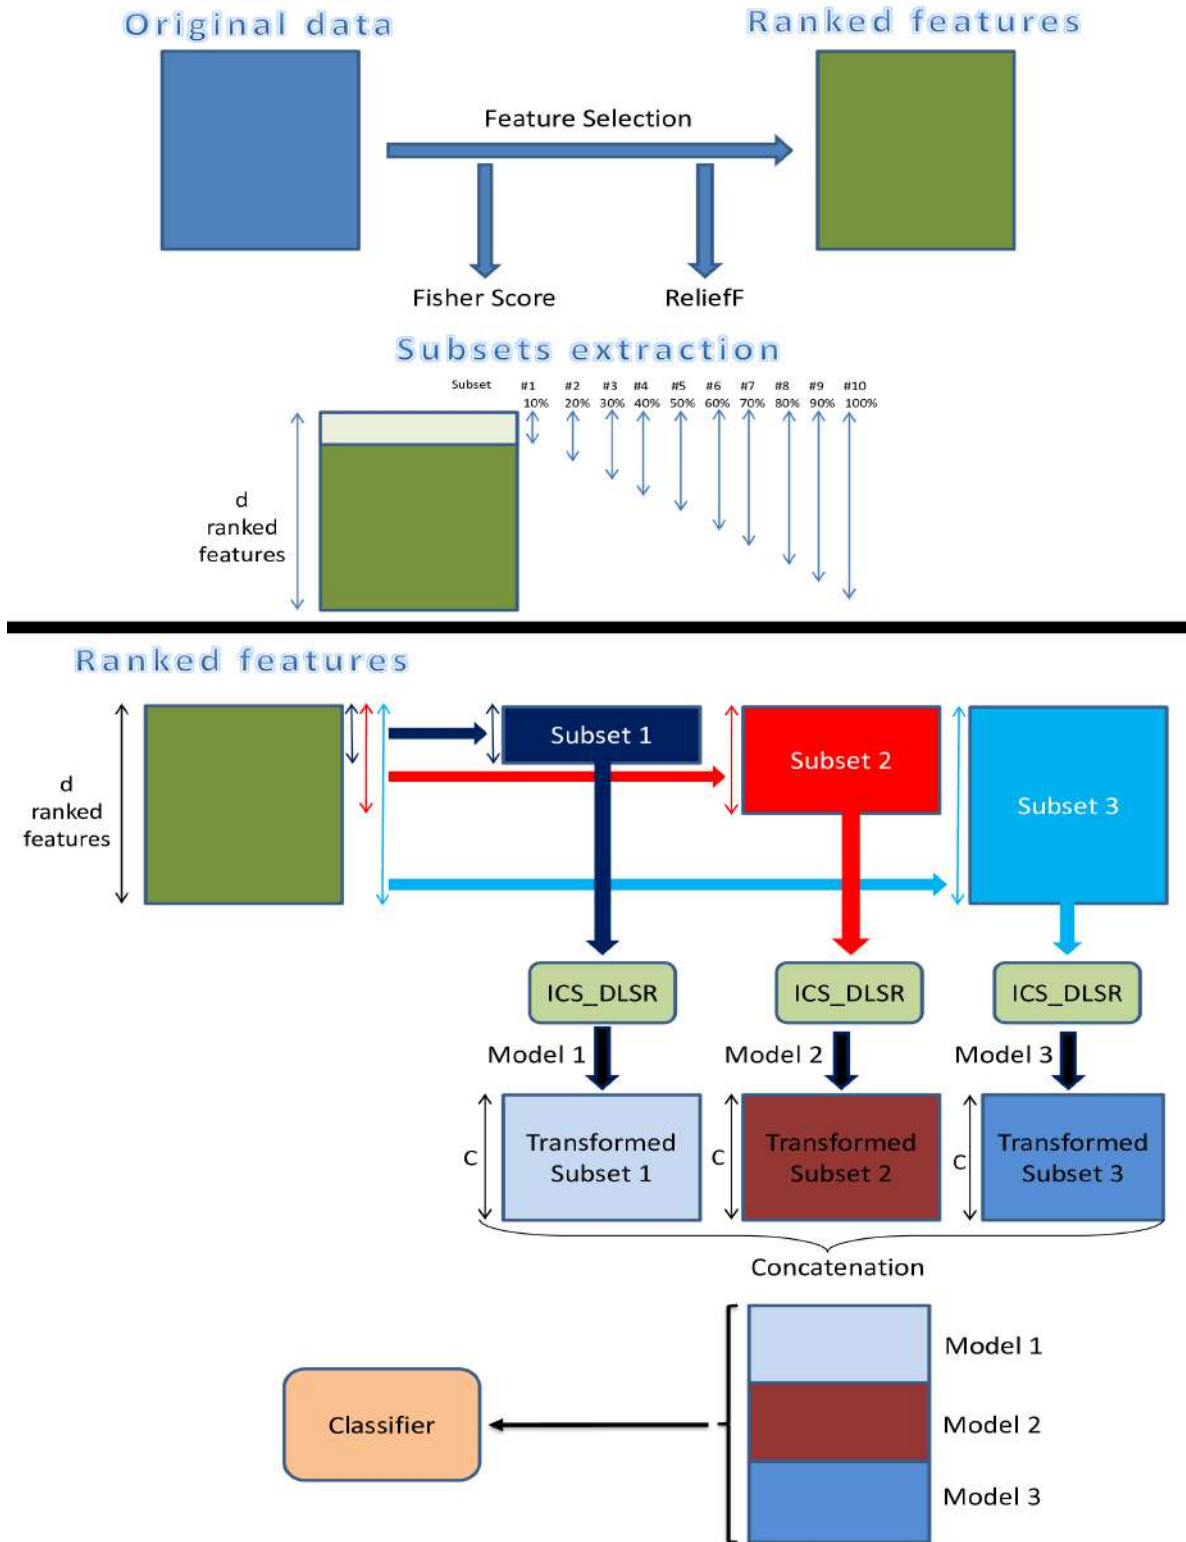 Original data
Ranked features
Feature Selection
Fisher Score
ReliefF
Subsets extraction
Subset #1 #2 #3 #4 #5 #6 #7 #8 #9 #10
10% 20% 30% 40% 50% 60% 70% 80% 90% 100%
d
ranked
features
Ranked features
d
ranked
features
Subset 1
Subset 2
Subset 3
ICS_DLSR
ICS_DLSR
ICS_DLSR
Model 1
Model 2
Model 3
C
Transformed
Subset 1
C
Transformed
Subset 2
C
Transformed
Subset 3
Concatenation
Model 1
Model 2
Model 3
Classifier